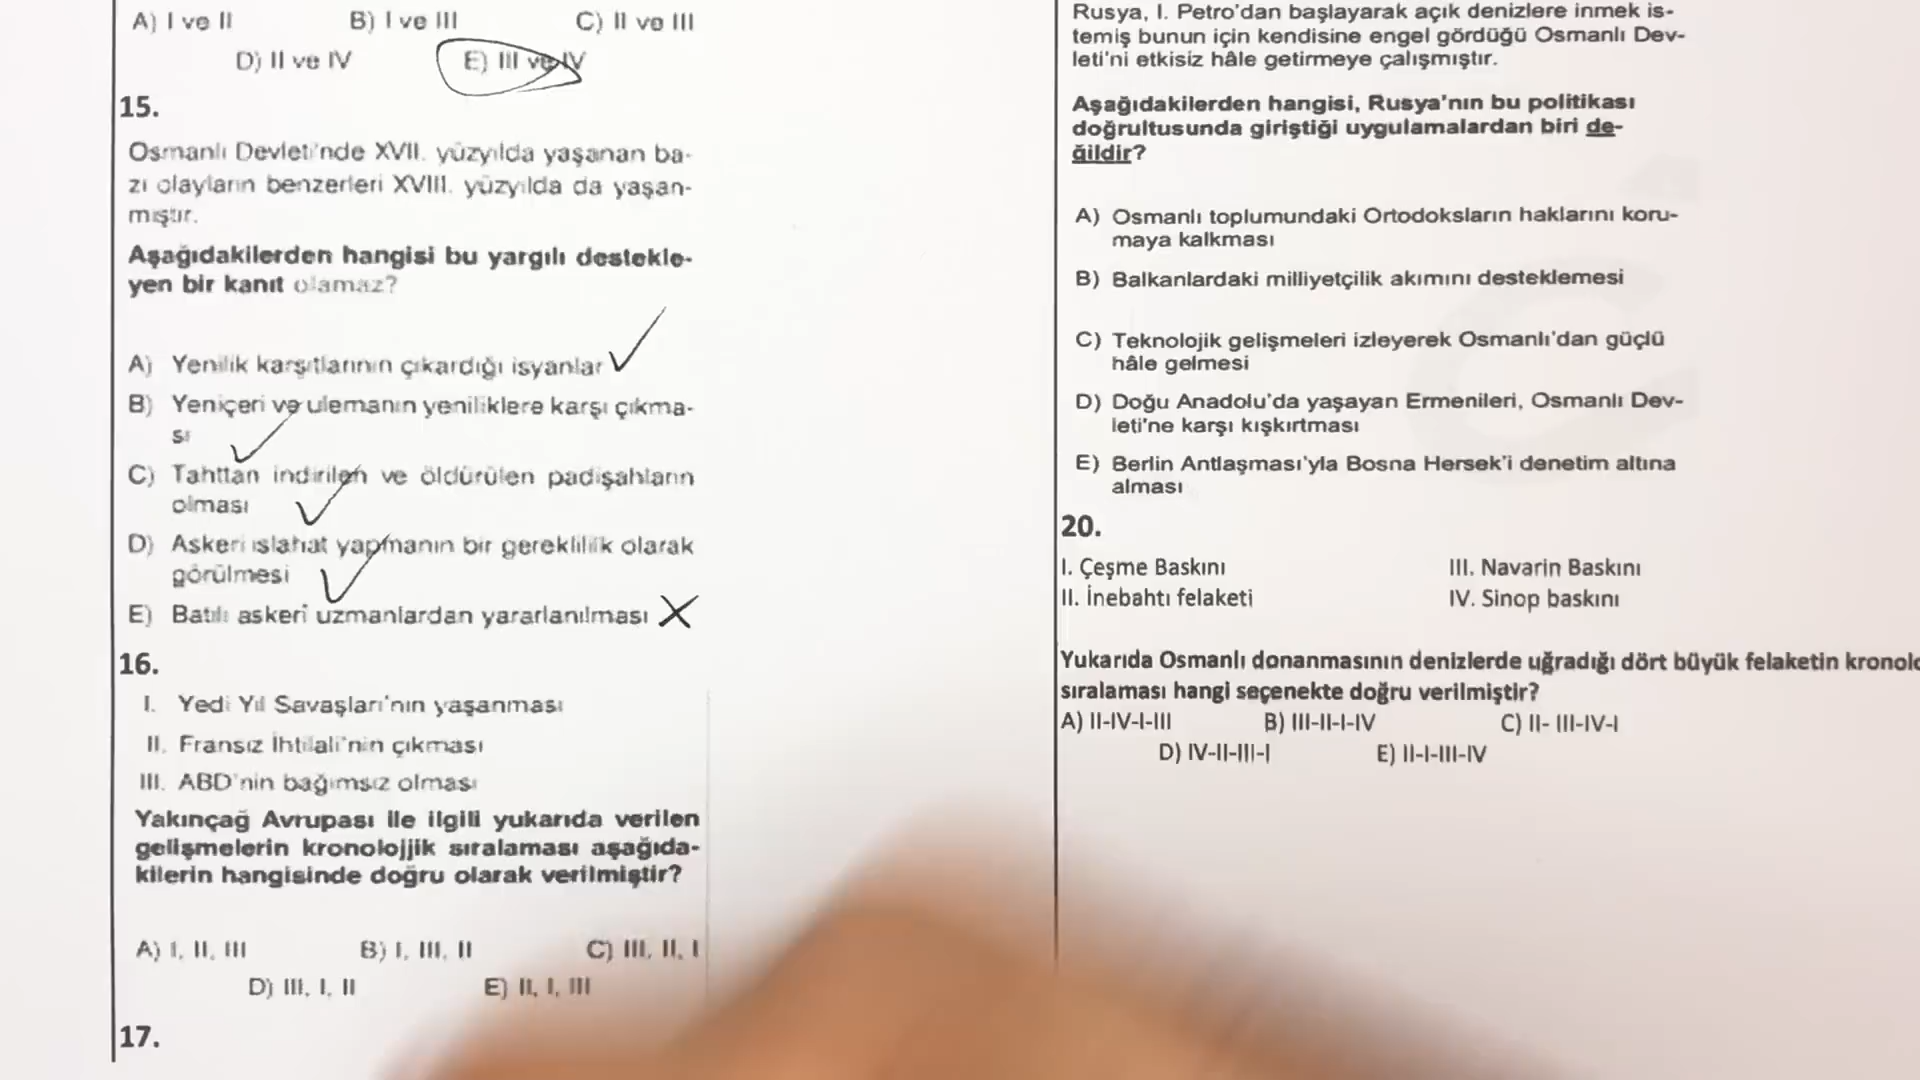 A) I ve II B) I ve III C) II ve III
D) II ve IV E) III ve IV
15.
Osmanlı Devleti'nde XVII. yüzyılda yaşanan ba-
zı olayların benzerleri XVIII. yüzyılda da yaşan-
mıştır.
Aşağıdakilerden hangisi bu yargılı destekle-
yen bir kanıt olamaz?
A) Yenilik karşıtlarının çıkardığı isyanlar
B) Yeniçeri ve ulemanın yeniliklere karşı çıkma-
sı
C) Tahttan indirilen ve öldürülen padişahların
olması
D) Askeri ıslahat yapmanın bir gereklilik olarak
görülmesi
E) Batılı askeri uzmanlardan yararlanılması
16.
I. Yedi Yıl Savaşları'nın yaşanması
II. Fransız İhtilali'nin çıkması
III. ABD'nin bağımsız olması
Yakınçağ Avrupası ile ilgili yukarıda verilen
gelişmelerin kronolojjik sıralaması aşağıda-
kilerin hangisinde doğru olarak verilmiştir?
A) I, II, III B) I, III, II C) III, II, I
D) III, I, II E) II, I, III
17.
Rusya, I. Petro'dan başlayarak açık denizlere inmek is-
temiş bunun için kendisine engel gördüğü Osmanlı Dev-
leti'ni etkisiz hâle getirmeye çalışmıştır.
Aşağıdakilerden hangisi, Rusya'nın bu politikası
doğrultusunda giriştiği uygulamalardan biri de-
ğildir?
A) Osmanlı toplumundaki Ortodoksların haklarını koru-
maya kalkması
B) Balkanlardaki milliyetçilik akımını desteklemesi
C) Teknolojik gelişmeleri izleyerek Osmanlı'dan güçlü
hâle gelmesi
D) Doğu Anadolu'da yaşayan Ermenileri, Osmanlı Dev-
leti'ne karşı kışkırtması
E) Berlin Antlaşması'yla Bosna Hersek'i denetim altına
alması
20.
I. Çeşme Baskını III. Navarin Baskını
II. İnebahtı felaketi IV. Sinop baskını
Yukarıda Osmanlı donanmasının denizlerde uğradığı dört büyük felaketin kronolo
sıralaması hangi seçenekte doğru verilmiştir?
A) II-IV-I-III B) III-II-I-IV C) II- III-IV-I
D) IV-II-III-I E) II-I-III-IV